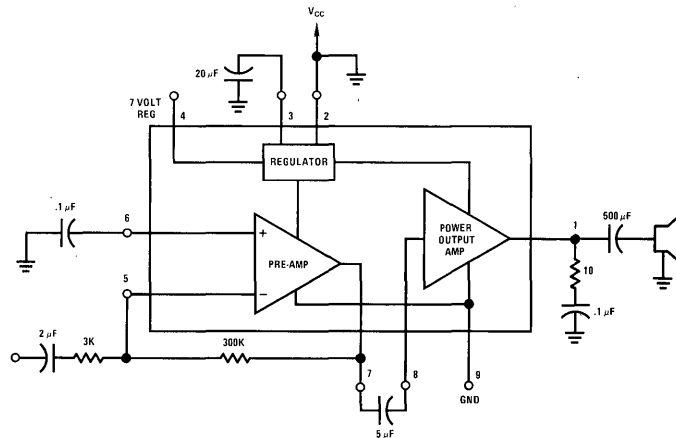 VCC
20 µF
7 VOLT
REG
4
3
2
REGULATOR
.1 µF
6
+
PRE-AMP
5
−
POWER
OUTPUT
AMP
1
500 µF
10
.1 µF
2 µF
3K
300K
7
8
9
GND
5 µF